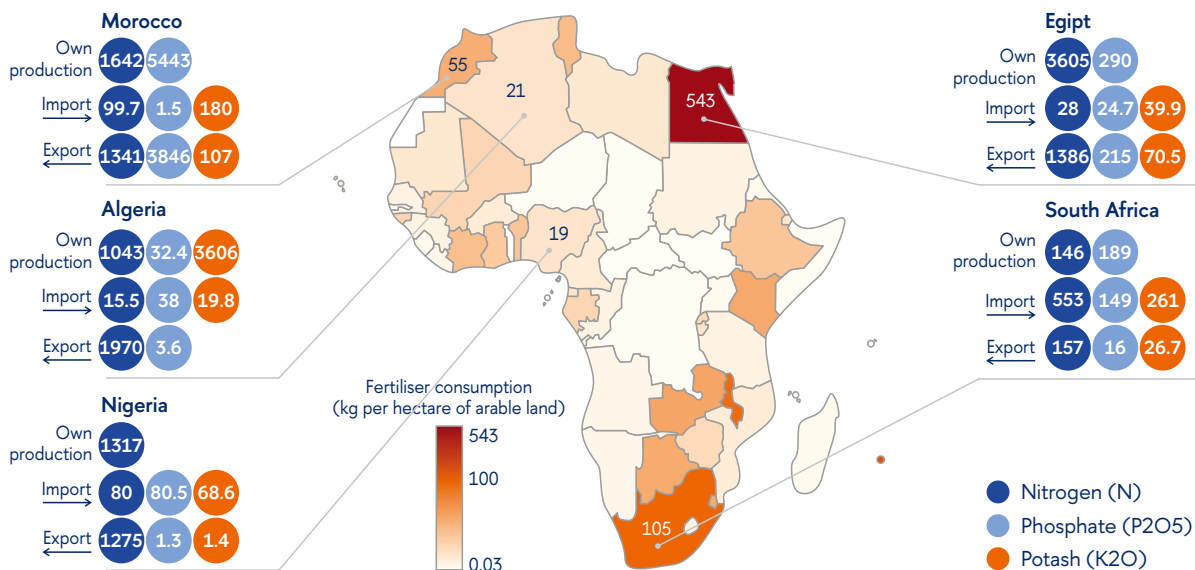 Morocco
Own
production
1642 5443
Import
99.7 1.5 180
Export
1341 3846 107
Algeria
Own
production
1043 32.4 3606
Import
15.5 38 19.8
Export
1970 3.6
Nigeria
Own
production
1317
Import
80 80.5 68.6
Export
1275 1.3 1.4
55
21
543
19
105
Fertiliser consumption
(kg per hectare of arable land)
543
100
0.03
Egipt
Own
production
3605 290
Import
28 24.7 39.9
Export
1386 215 70.5
South Africa
Own
production
146 189
Import
553 149 261
Export
157 16 26.7
Nitrogen (N)
Phosphate (P2O5)
Potash (K2O)